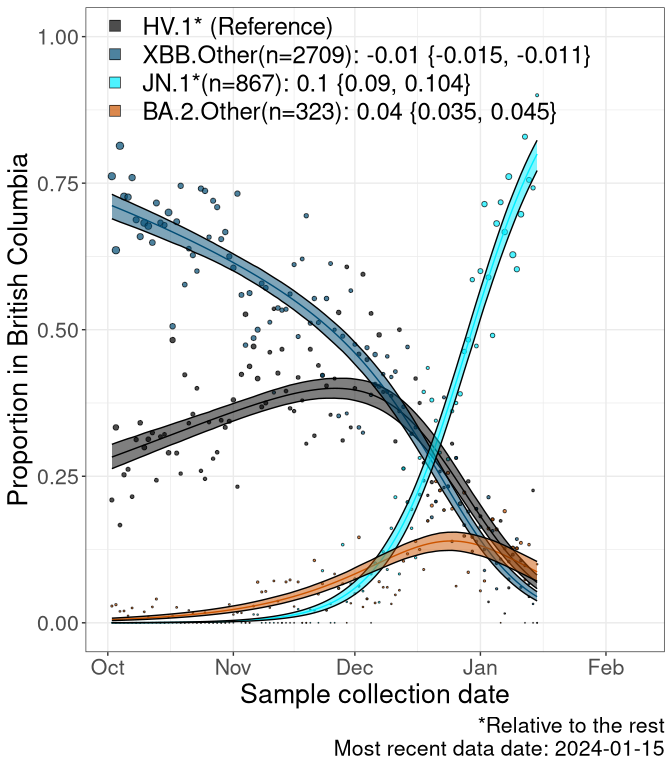 HV.1* (Reference)
XBB.Other(n=2709): -0.01 {-0.015, -0.011}
JN.1*(n=867): 0.1 {0.09, 0.104}
BA.2.Other(n=323): 0.04 {0.035, 0.045}
Proportion in British Columbia
1.00
0.75
0.50
0.25
0.00
Oct Nov Dec Jan Feb
Sample collection date
*Relative to the rest
Most recent data date: 2024-01-15